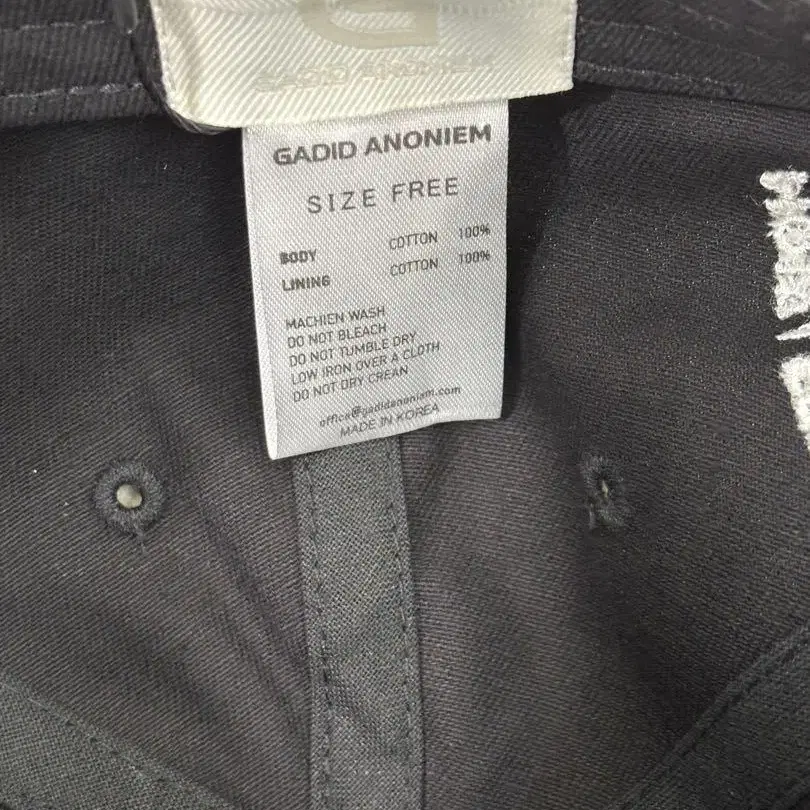 GADID ANONIEM
SIZE FREE
BODY COTTON 100%
LINING COTTON 100%
MACHIEN WASH
DO NOT BLEACH
DO NOT TUMBLE DRY
LOW IRON OVER A CLOTH
DO NOT DRY CREAN
office@gadidanoniem.com
MADE IN KOREA